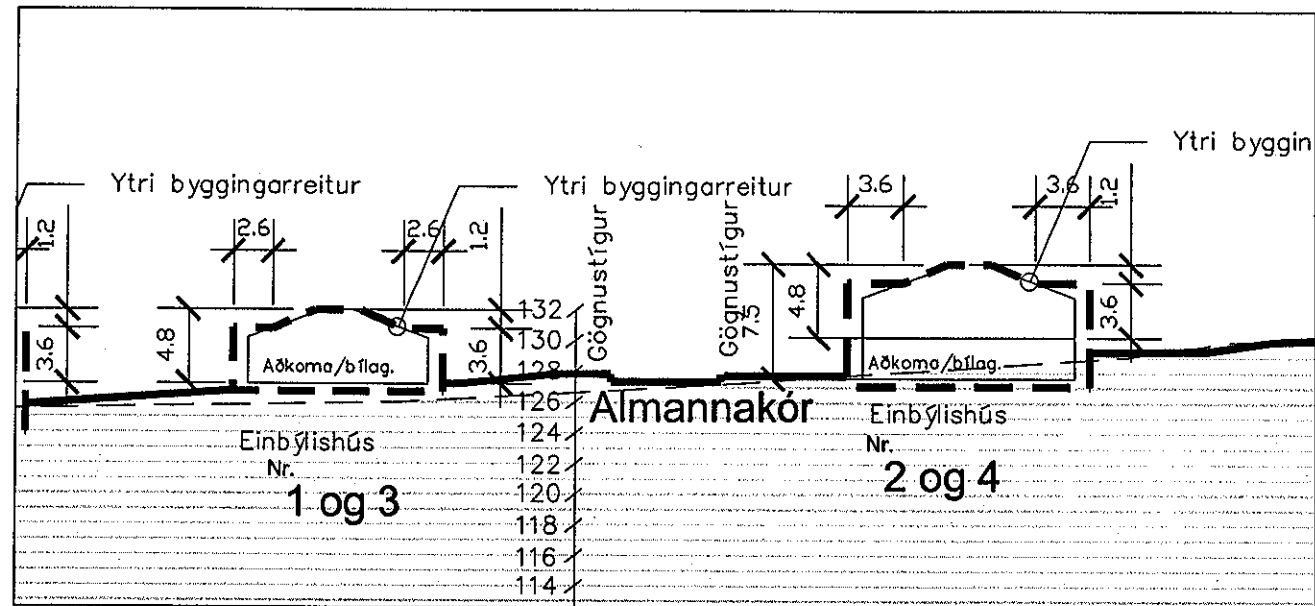 Ytri byggin
Ytri byggingarreitur
Ytri byggingarreitur
1.2
2.6
2.6
1.2
3.6
3.6
1.2
Gögnustígur
Gögnustígur
3.6
4.8
3.6
7.5
4.8
3.6
132
130
128
126
124
122
120
118
116
114
Aðkoma/bílag.
Aðkoma/bílag.
Almannakór
Einbýlishús
Nr.
1 og 3
Einbýlishús
Nr.
2 og 4